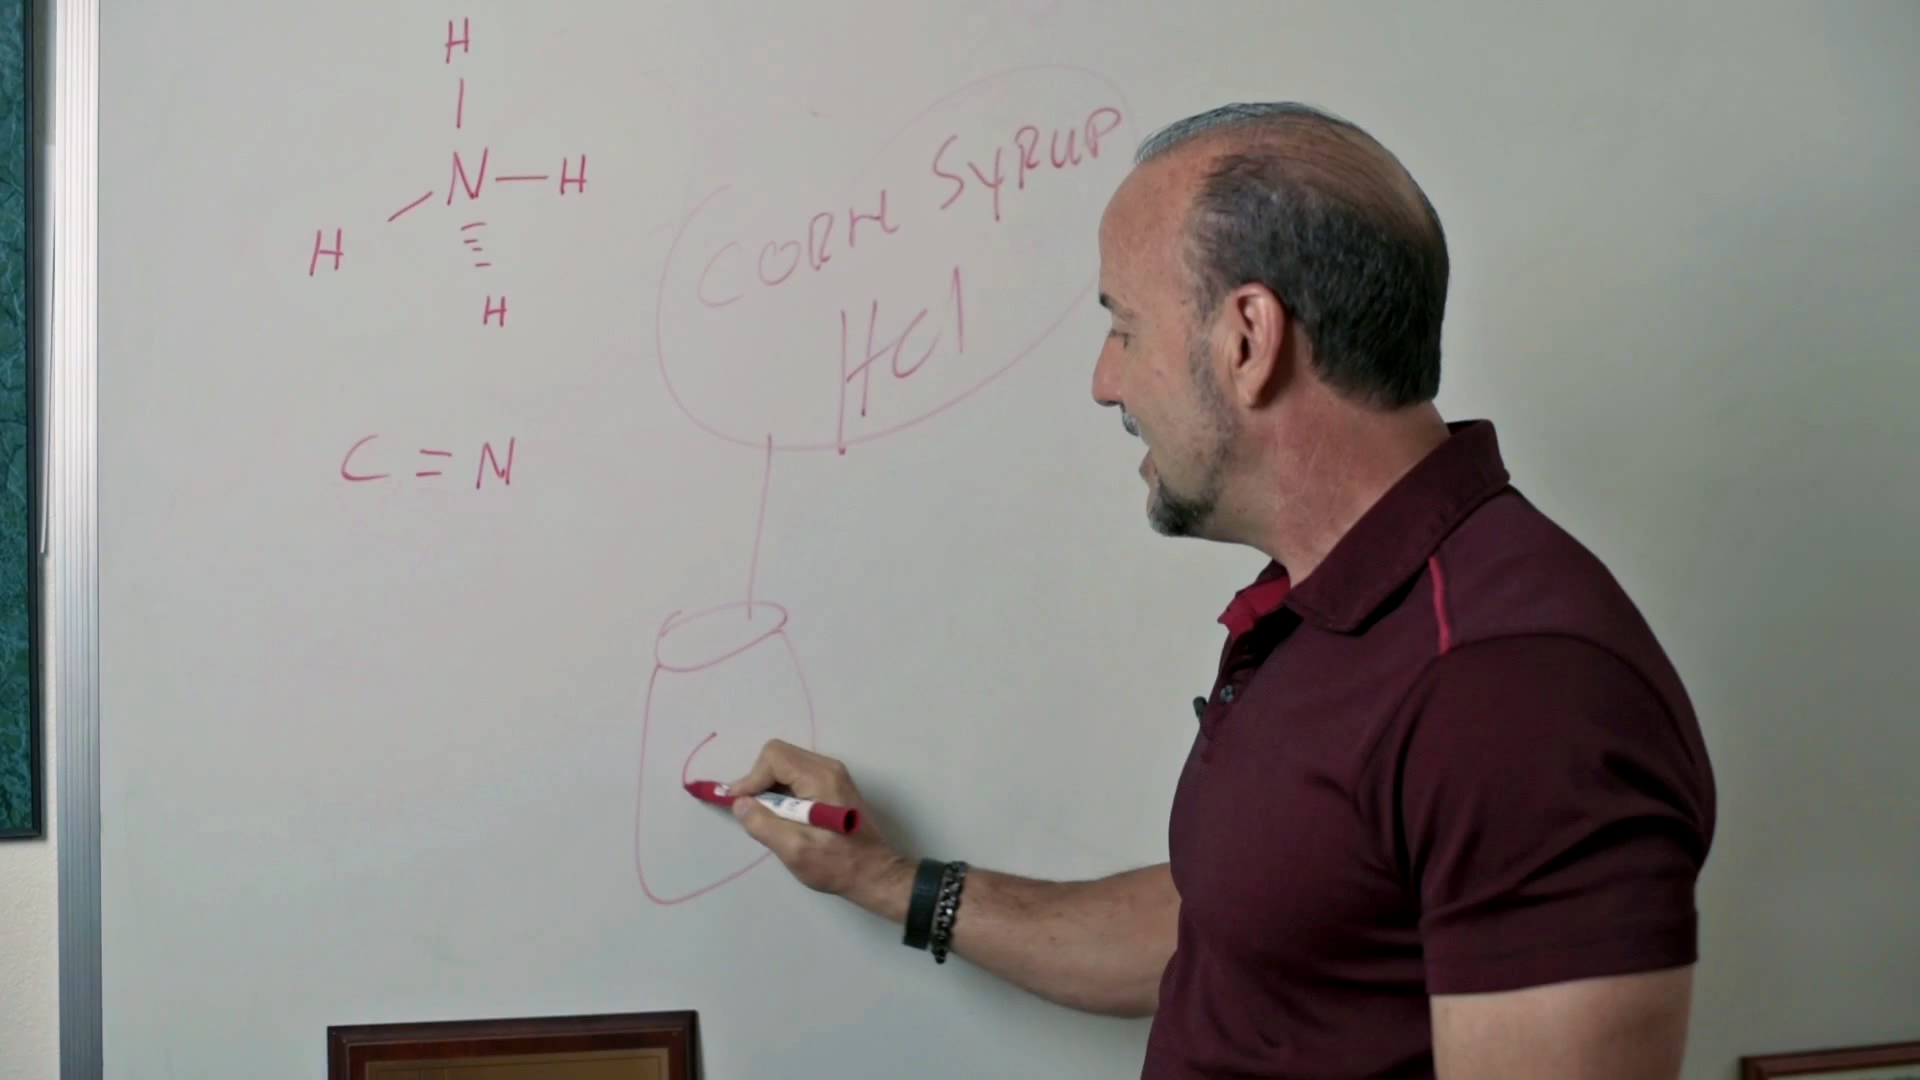 H
N—H
H
H
C=N
CORN SYRUP
HCl
C